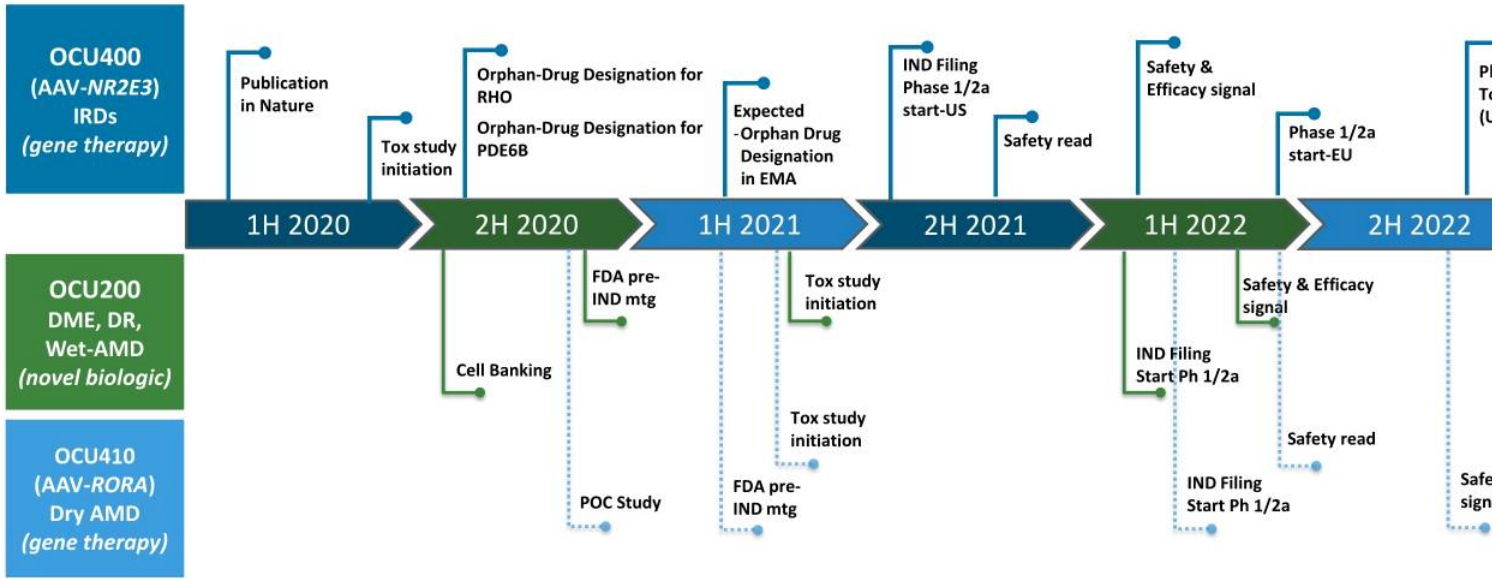 OCU400
(AAV-NR2E3)
IRDs
(gene therapy)
Publication
in Nature
Tox study
initiation
Orphan-Drug Designation for
RHO
Orphan-Drug Designation for
PDE6B
Expected
-Orphan Drug
Designation
in EMA
IND Filing
Phase 1/2a
start-US
Safety read
Safety &
Efficacy signal
Phase 1/2a
start-EU
1H 2020
2H 2020
1H 2021
2H 2021
1H 2022
2H 2022
OCU200
DME, DR,
Wet-AMD
(novel biologic)
Cell Banking
FDA pre-
IND mtg
Tox study
initiation
IND Filing
Start Ph 1/2a
Safety & Efficacy
signal
OCU410
(AAV-RORA)
Dry AMD
(gene therapy)
POC Study
FDA pre-
IND mtg
Tox study
initiation
IND Filing
Start Ph 1/2a
Safety read